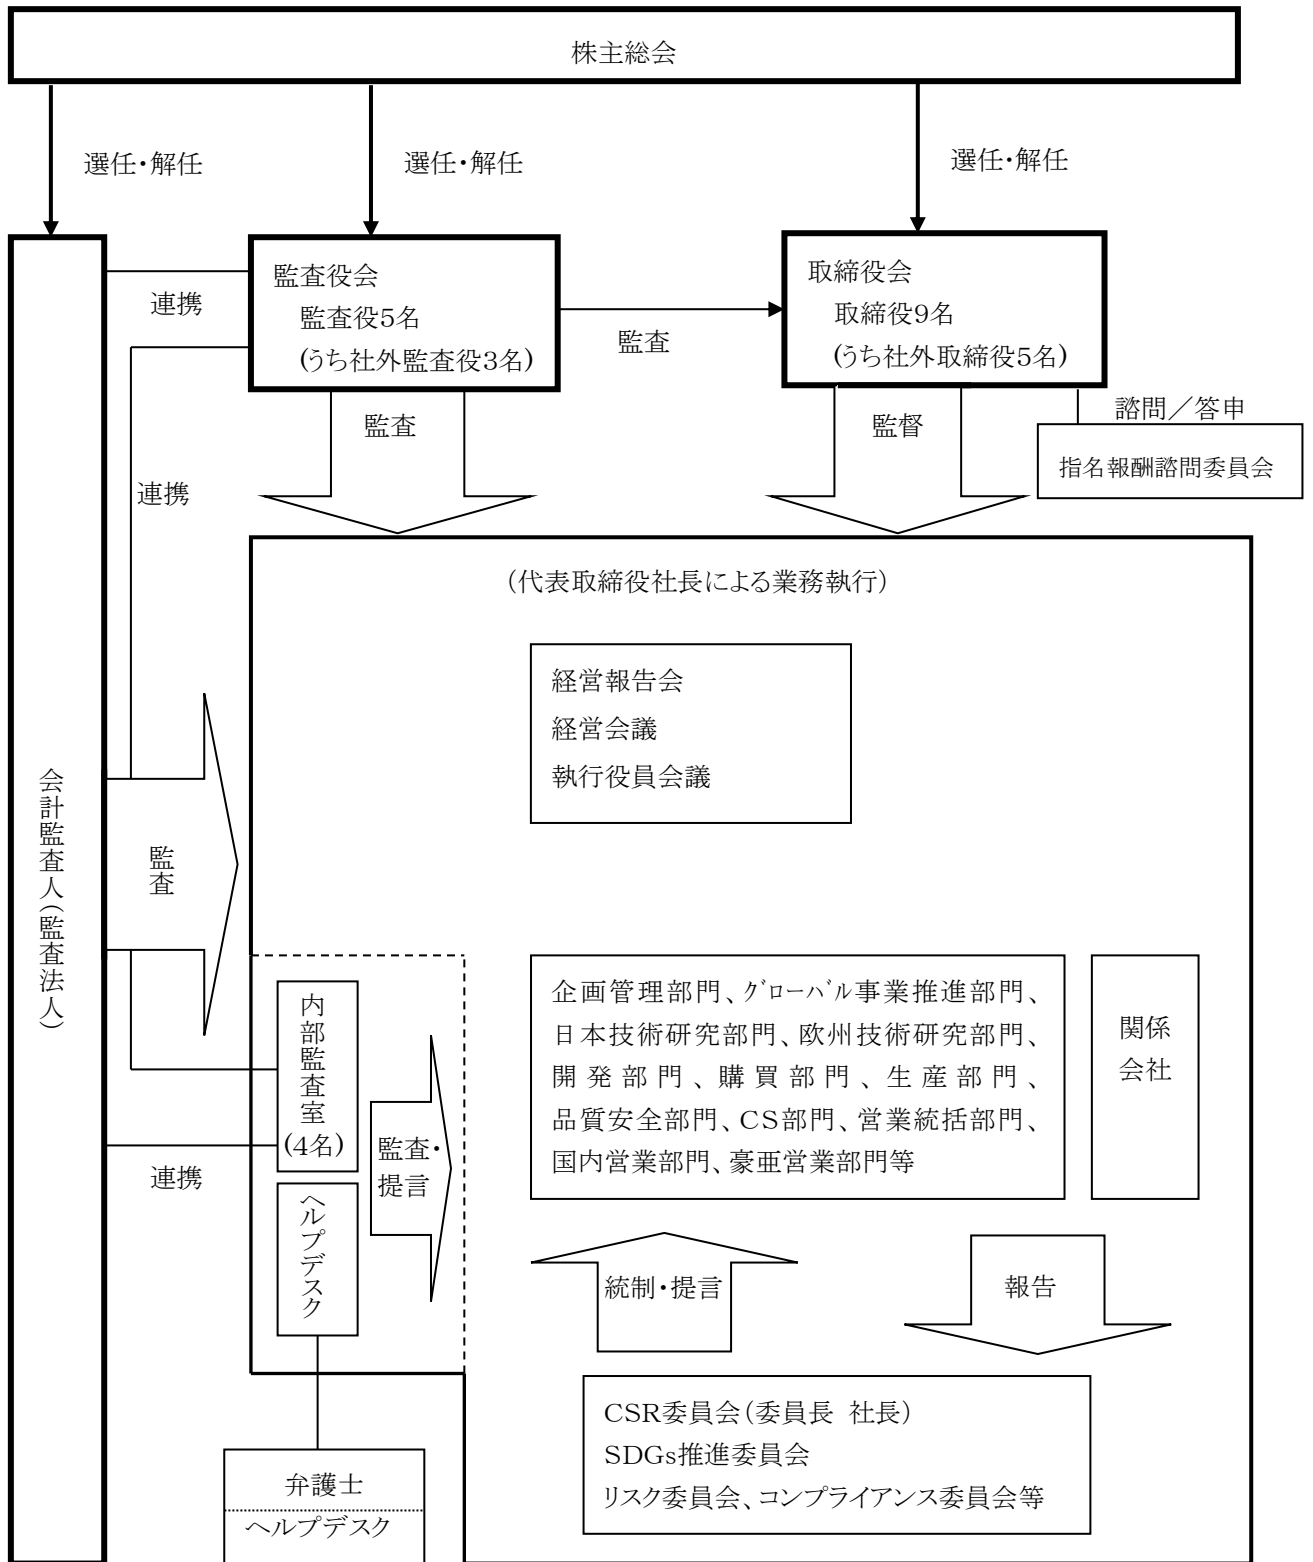 株主総会
選任・解任
選任・解任
選任・解任
監査役会
監査役5名
(うち社外監査役3名)
取締役会
取締役9名
(うち社外取締役5名)
連携
監査
監査
監督
諮問／答申
指名報酬諮問委員会
連携
(代表取締役社長による業務執行)
経営報告会
経営会議
執行役員会議
会計監査人(監査法人)
監査
企画管理部門、グローバル事業推進部門、
日本技術研究部門、欧州技術研究部門、
開発部門、購買部門、生産部門、
品質安全部門、CS部門、営業統括部門、
国内営業部門、豪亜営業部門等
関係
会社
内部監査室
(4名)
監査・
提言
連携
ヘルプデスク
統制・提言
報告
CSR委員会(委員長 社長)
SDGs推進委員会
リスク委員会、コンプライアンス委員会等
弁護士
ヘルプデスク